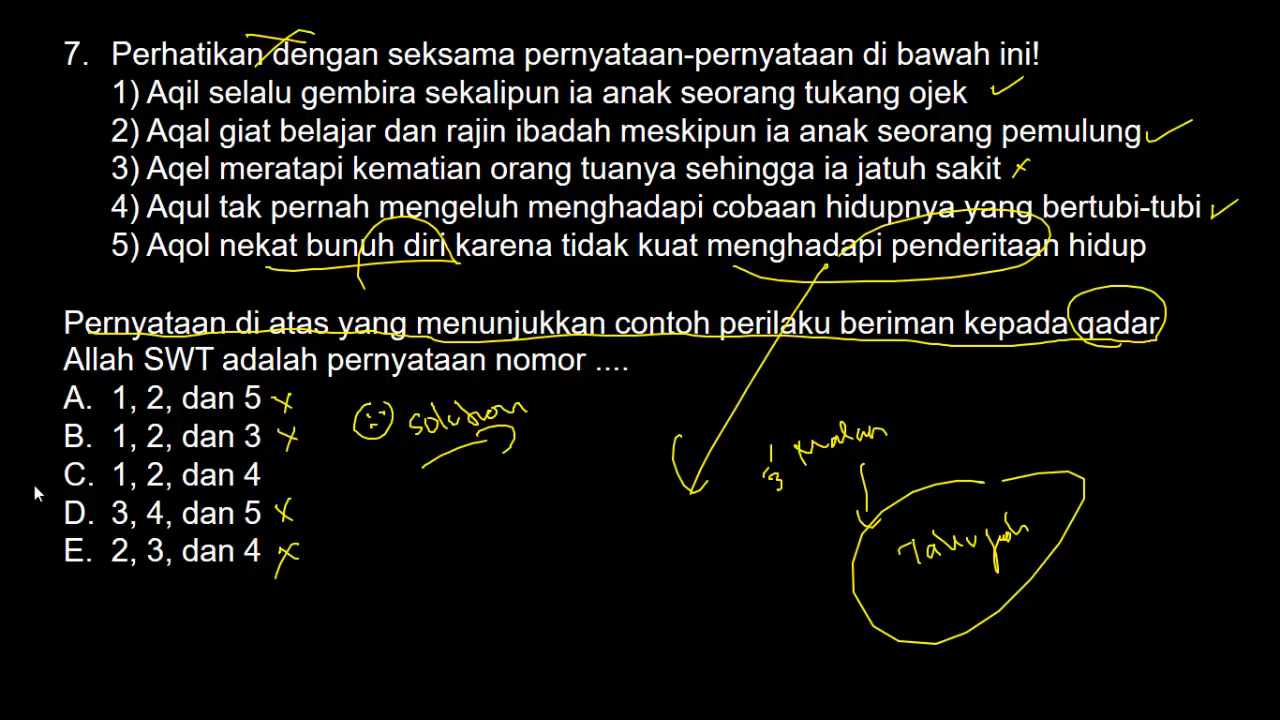 7. Perhatikan dengan seksama pernyataan-pernyataan di bawah ini!
1) Aqil selalu gembira sekalipun ia anak seorang tukang ojek
2) Aqal giat belajar dan rajin ibadah meskipun ia anak seorang pemulung
3) Aqel meratapi kematian orang tuanya sehingga ia jatuh sakit
4) Aqul tak pernah mengeluh menghadapi cobaan hidupnya yang bertubi-tubi
5) Aqol nekat bunuh diri karena tidak kuat menghadapi penderitaan hidup
Pernyataan di atas yang menunjukkan contoh perilaku beriman kepada qadar
Allah SWT adalah pernyataan nomor ....
A. 1, 2, dan 5
B. 1, 2, dan 3
C. 1, 2, dan 4
D. 3, 4, dan 5
E. 2, 3, dan 4
1/3 malam
Tahajjud